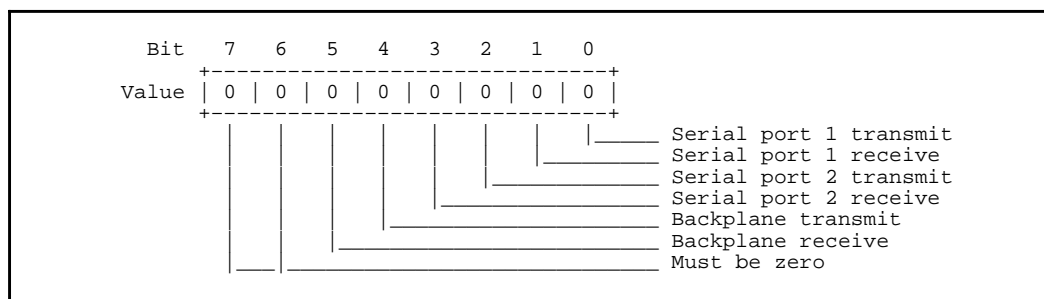 Bit 7 6 5 4 3 2 1 0
Value | 0 | 0 | 0 | 0 | 0 | 0 | 0 | 0 |
Serial port 1 transmit
Serial port 1 receive
Serial port 2 transmit
Serial port 2 receive
Backplane transmit
Backplane receive
Must be zero